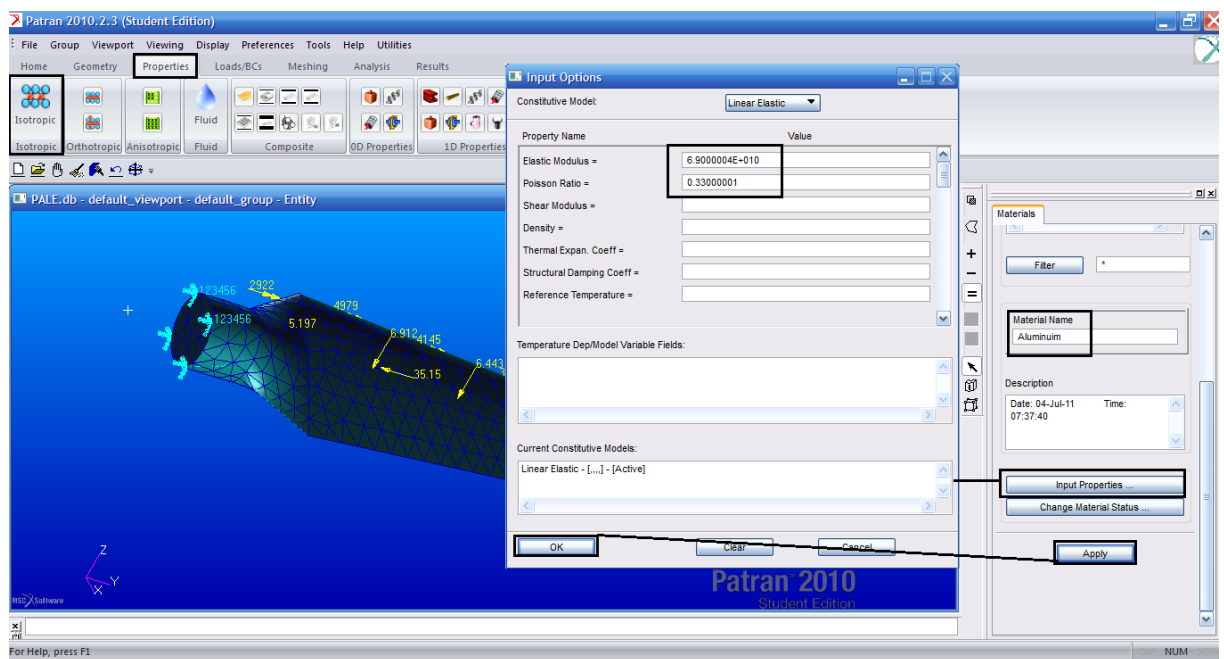 Patran 2010.2.3 (Student Edition)
File Group Viewport Viewing Display Preferences Tools Help Utilities
Home Geometry Properties Loads/BCs Meshing Analysis Results
Isotropic
Fluid
Isotropic Orthotropic Anisotropic Fluid Composite 0D Properties 1D Properties
PALE.db - default_viewport - default_group - Entity
123456
2922
4979
123456
5.197
6.912
4145
35.15
6.443
Z
Y
X
MSC Software
Patran 2010
Student Edition
Input Options
Constitutive Model: Linear Elastic
Property Name Value
Elastic Modulus = 6.9000004E+010
Poisson Ratio = 0.33000001
Shear Modulus =
Density =
Thermal Expan. Coeff =
Structural Damping Coeff =
Reference Temperature =
Temperature Dep/Model Variable Fields:
Current Constitutive Models:
Linear Elastic - [,,,,] - [Active]
OK Clear Cancel
Materials
Filter *
Material Name
Aluminuim
Description
Date: 04-Jul-11 Time:
07:37:40
Input Properties ...
Change Material Status ...
Apply
For Help, press F1
NUM